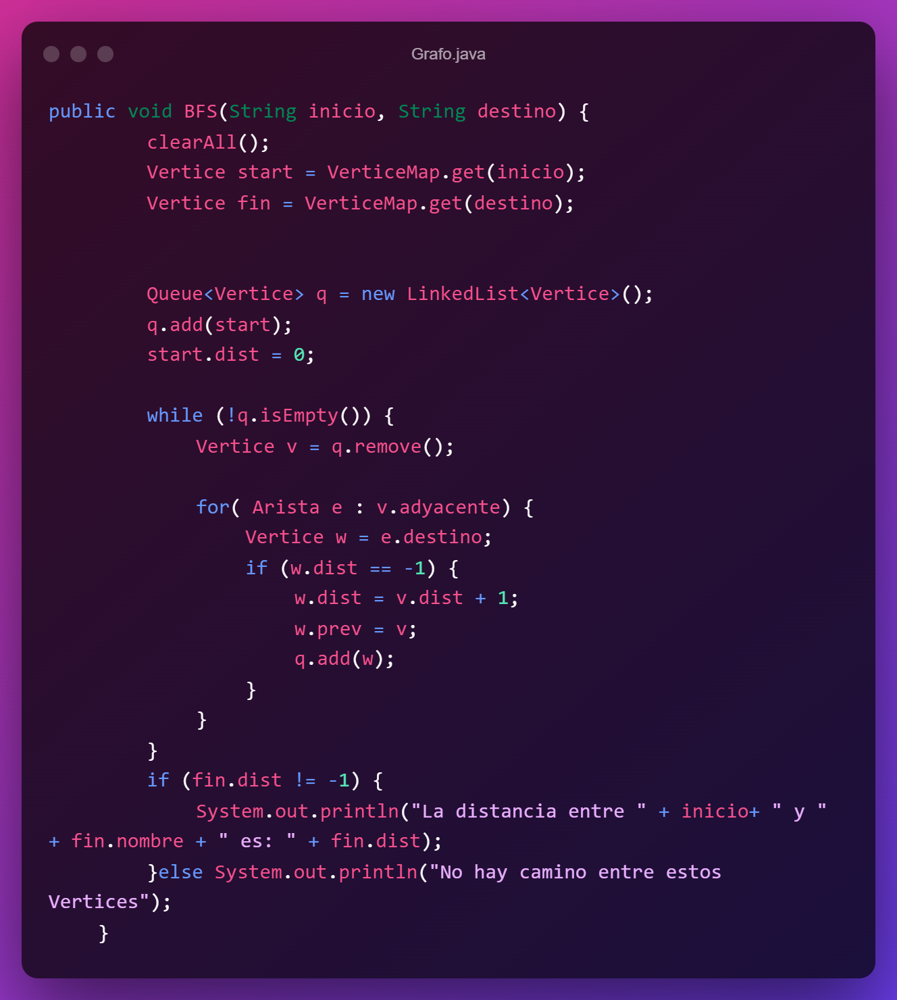 Grafo.java
public void BFS(String inicio, String destino) {
clearAll();
Vertice start = VerticeMap.get(inicio);
Vertice fin = VerticeMap.get(destino);
Queue<Vertice> q = new LinkedList<Vertice>();
q.add(start);
start.dist = 0;
while (!q.isEmpty()) {
Vertice v = q.remove();
for( Arista e : v.adyacente) {
Vertice w = e.destino;
if (w.dist == -1) {
w.dist = v.dist + 1;
w.prev = v;
q.add(w);
}
}
}
if (fin.dist != -1) {
System.out.println("La distancia entre " + inicio+ " y "
+ fin.nombre + " es: " + fin.dist);
}else System.out.println("No hay camino entre estos
Vertices");
}